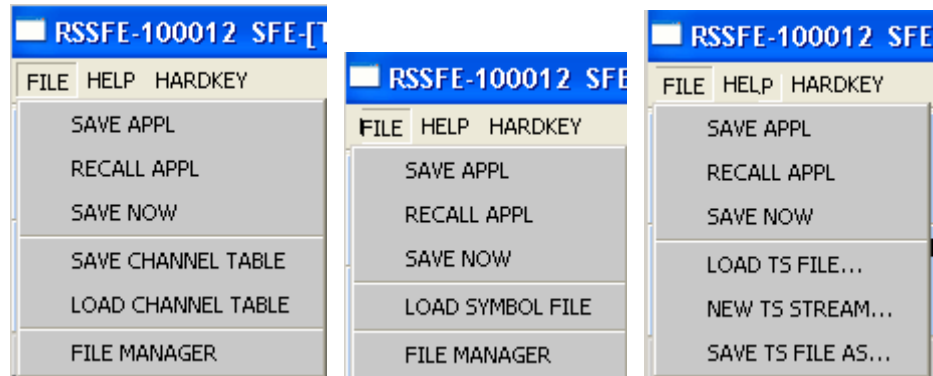 RSSFE-100012 SFE-[T
FILE HELP HARDKEY
SAVE APPL
RECALL APPL
SAVE NOW
SAVE CHANNEL TABLE
LOAD CHANNEL TABLE
FILE MANAGER
RSSFE-100012 SFE
FILE HELP HARDKEY
SAVE APPL
RECALL APPL
SAVE NOW
LOAD SYMBOL FILE
FILE MANAGER
RSSFE-100012 SFE
FILE HELP HARDKEY
SAVE APPL
RECALL APPL
SAVE NOW
LOAD TS FILE...
NEW TS STREAM...
SAVE TS FILE AS...